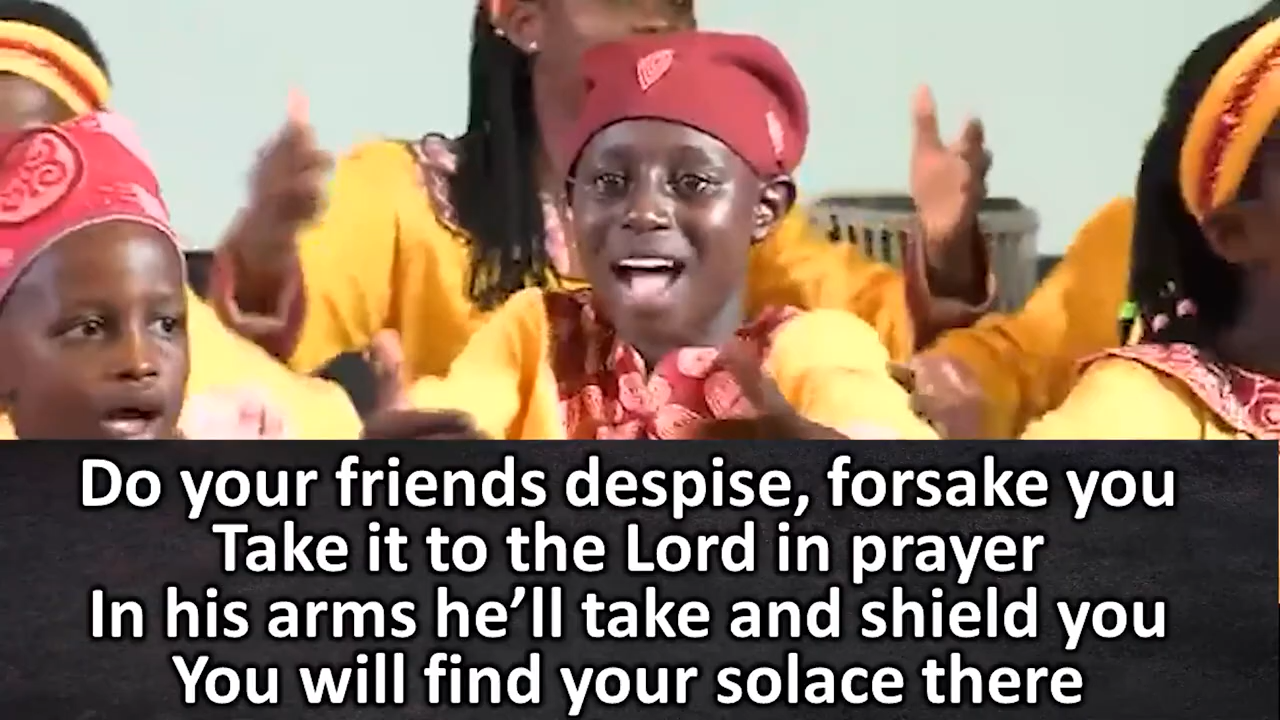 Do your friends despise, forsake you
Take it to the Lord in prayer
In his arms he’ll take and shield you
You will find your solace there